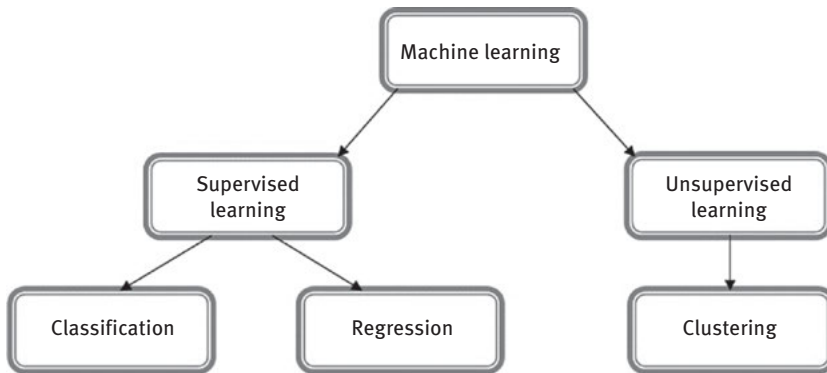 Machine learning
Supervised
learning
Unsupervised
learning
Classification
Regression
Clustering